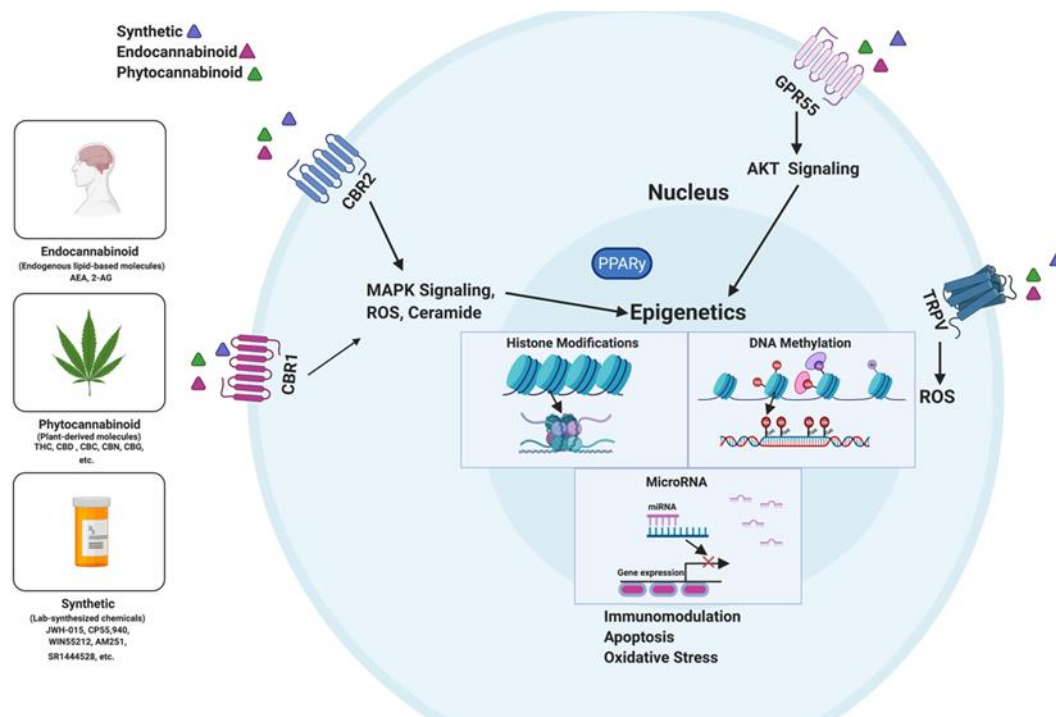 Synthetic
Endocannabinoid
Phytocannabinoid
Endocannabinoid
(Endogenous lipid-based molecules)
AEA, 2-AG
Phytocannabinoid
(Plant-derived molecules)
THC, CBD , CBC, CBN, CBG,
etc.
Synthetic
(Lab-synthesized chemicals)
JWH-015, CP55,940,
WIN55212, AM251,
SR1444528, etc.
CBR2
CBR1
MAPK Signaling,
ROS, Ceramide
GPR55
AKT Signaling
Nucleus
PPARγ
Epigenetics
TRPV
ROS
Histone Modifications
DNA Methylation
MicroRNA
miRNA
Gene expression
Immunomodulation
Apoptosis
Oxidative Stress